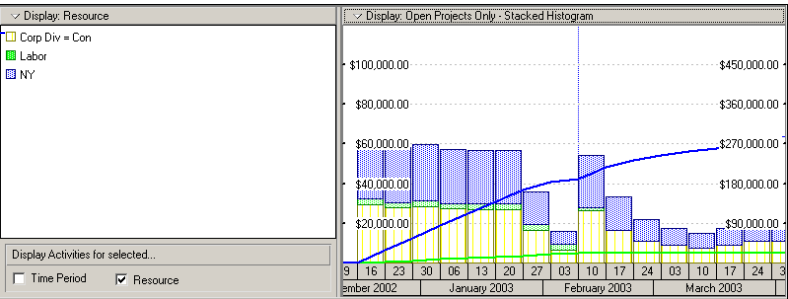 Display: Resource
Corp Div = Con
Labor
NY
Display Activities for selected...
Time Period
Resource
Display: Open Projects Only - Stacked Histogram
$100,000.00
$450,000.00
$80,000.00
$360,000.00
$60,000.00
$270,000.00
$40,000.00
$180,000.00
$20,000.00
$90,000.00
9 16 23 30 06 13 20 27 03 10 17 24 03 10 17 24 3
ember 2002 January 2003 February 2003 March 2003